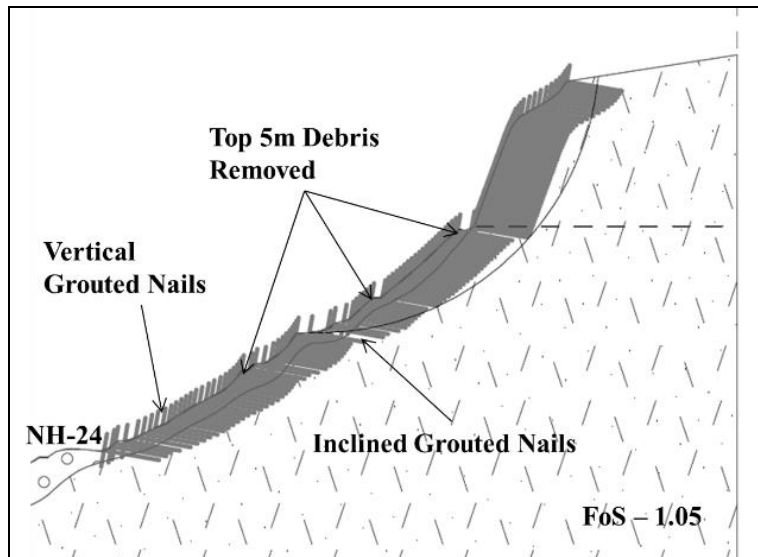 Top 5m Debris
Removed
Vertical
Grouted Nails
NH-24
Inclined Grouted Nails
FoS – 1.05